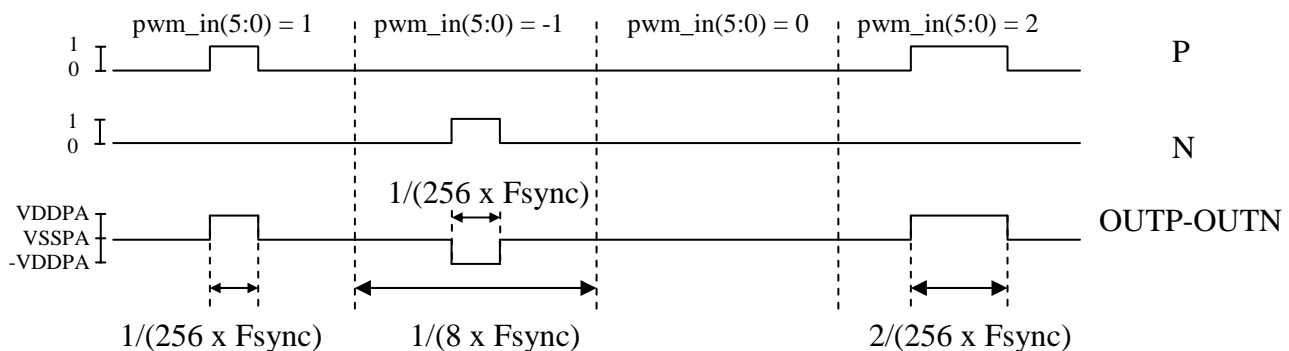 pwm_in(5:0) = 1
pwm_in(5:0) = -1
pwm_in(5:0) = 0
pwm_in(5:0) = 2
1
0
P
1
0
N
1/(256 x Fsync)
VDDPA
VSSPA
-VDDPA
OUTP-OUTN
1/(256 x Fsync)
1/(8 x Fsync)
2/(256 x Fsync)